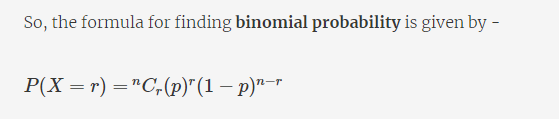 So, the formula for finding binomial probability is given by -
P(X = r) = ⁿCᵣ(p)ʳ(1 − p)ⁿ⁻ʳ